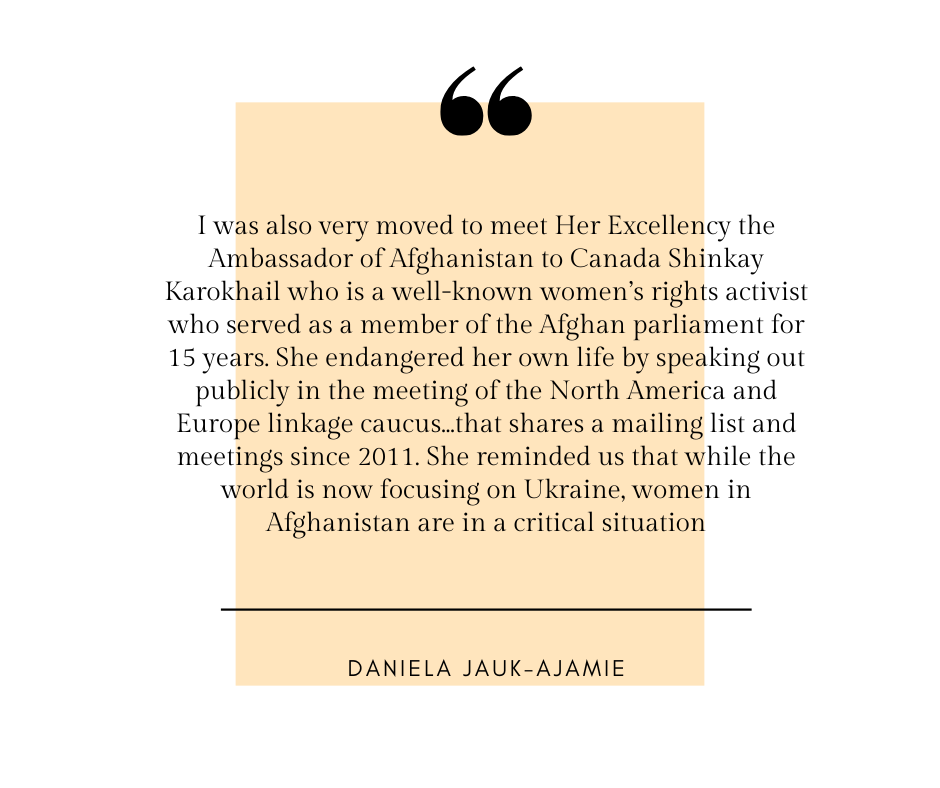 “
I was also very moved to meet Her Excellency the
Ambassador of Afghanistan to Canada Shinkay
Karokhail who is a well-known women’s rights activist
who served as a member of the Afghan parliament for
15 years. She endangered her own life by speaking out
publicly in the meeting of the North America and
Europe linkage caucus...that shares a mailing list and
meetings since 2011. She reminded us that while the
world is now focusing on Ukraine, women in
Afghanistan are in a critical situation
DANIELA JAUK-AJAMIE